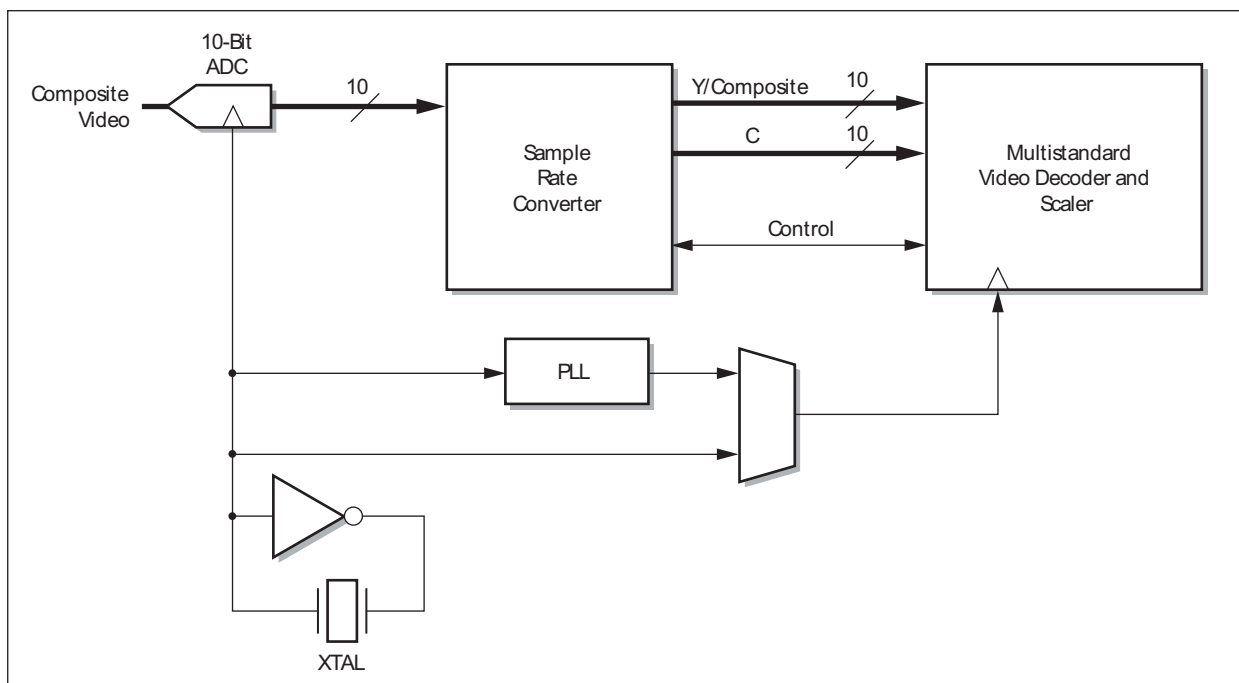 10-Bit
ADC
Composite
Video
10
Sample
Rate
Converter
Y/Composite
10
C
10
Control
Multistandard
Video Decoder and
Scaler
PLL
XTAL